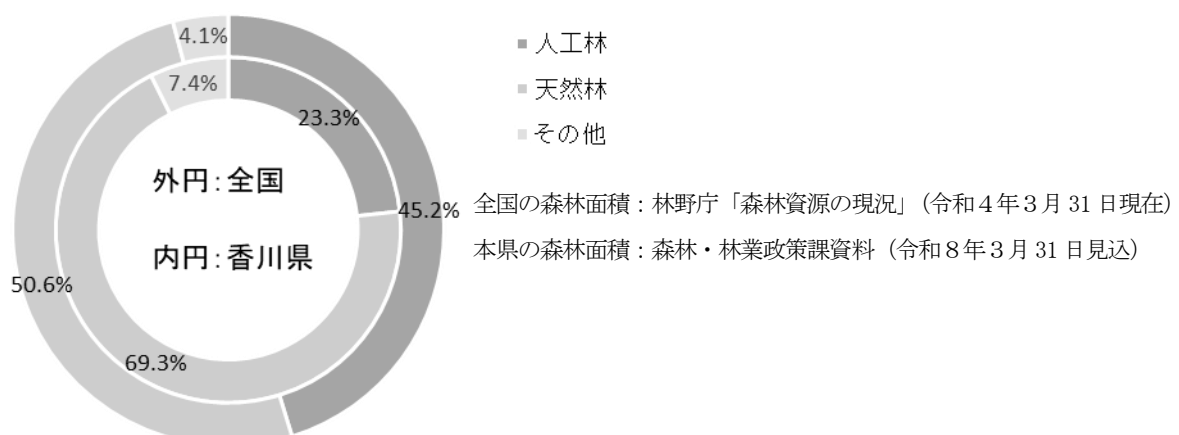 4.1%
7.4%
23.3%
外円：全国
45.2%
内円：香川県
50.6%
69.3%
人工林
天然林
その他
全国の森林面積：林野庁「森林資源の現況」（令和４年３月 31 日現在）
本県の森林面積：森林・林業政策課資料（令和８年３月 31 日見込）